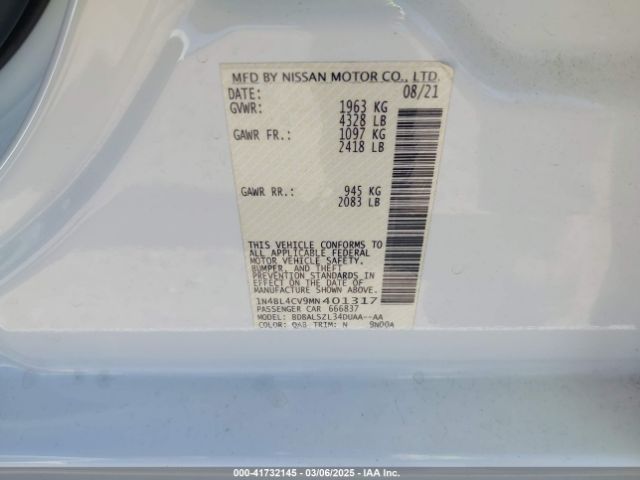 MFD BY NISSAN MOTOR CO., LTD.
DATE: 08/21
GVWR: 1963 KG
4328 LB
GAWR FR.: 1097 KG
2418 LB
GAWR RR.: 945 KG
2083 LB
THIS VEHICLE CONFORMS TO
ALL APPLICABLE FEDERAL
MOTOR VEHICLE SAFETY,
BUMPER, AND THEFT
PREVENTION STANDARDS IN
EFFECT ON THE DATE OF
MANUFACTURE SHOWN ABOVE.
1N4BL4CV9MN401317
PASSENGER CAR 666837
MODEL: BDBALSZL34DUAA--AA
COLOR: QAB TRIM: N 9NDOA
00-41732145 - 03/06/2025 - IAA Inc.